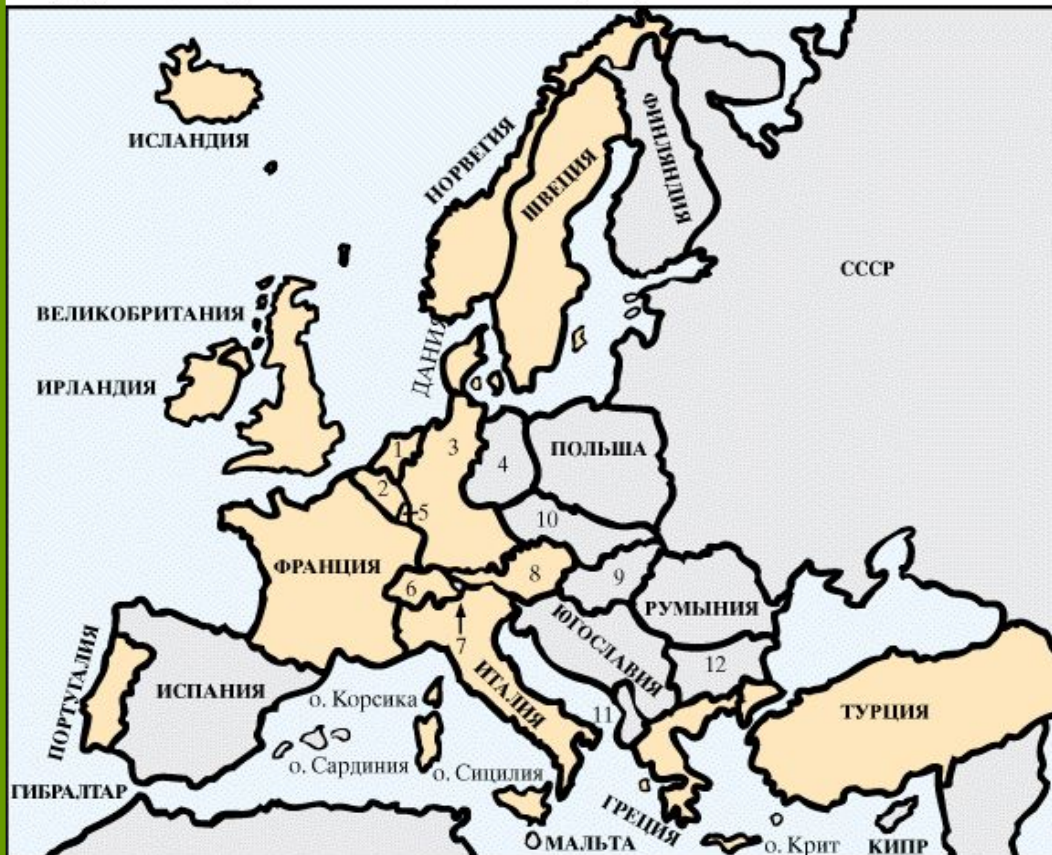 ИСЛАНДИЯ
НОРВЕГИЯ
ШВЕЦИЯ
ФИНЛЯНДИЯ
СССР
ВЕЛИКОБРИТАНИЯ
ИРЛАНДИЯ
ДАНИЯ
1
3
4
ПОЛЬША
2
5
10
ФРАНЦИЯ
6
8
9
РУМЫНИЯ
7
ЮГОСЛАВИЯ
12
ПОРТУГАЛИЯ
ИСПАНИЯ
ИТАЛИЯ
о. Корсика
11
ТУРЦИЯ
о. Сардиния
о. Сицилия
ГИБРАЛТАР
ГРЕЦИЯ
МАЛЬТА
о. Крит
КИПР